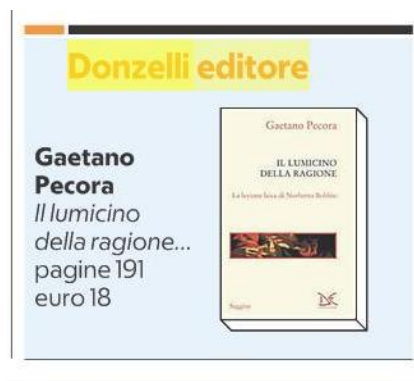 Donzelli editore
Gaetano
Pecora
Il lumicino
della ragione...
pagine 191
euro 18
Gaetano Pecora
IL LUMICINO
DELLA RAGIONE
La lezione laica di Norberto Bobbio
Saggine